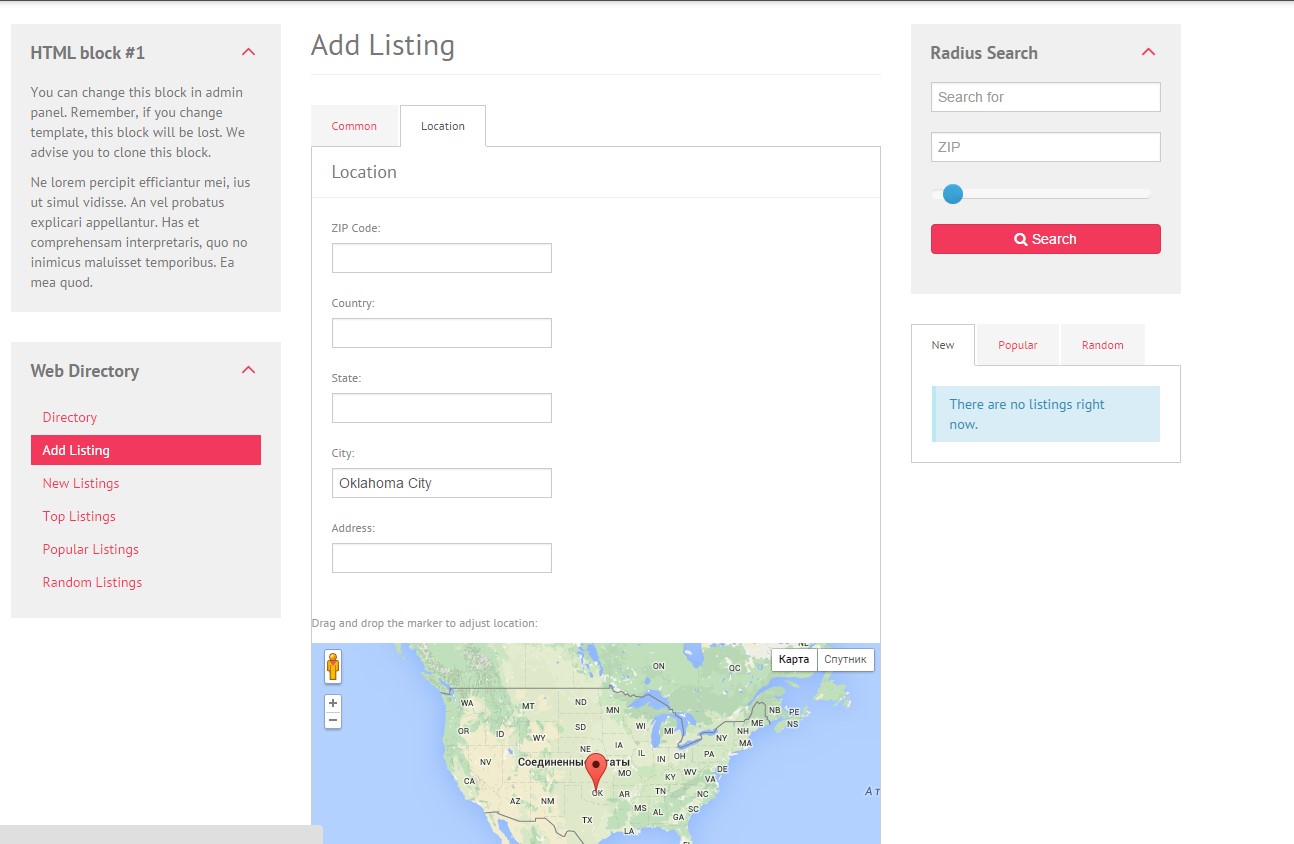 HTML block #1
You can change this block in admin
panel. Remember, if you change
template, this block will be lost. We
advise you to clone this block.
Ne lorem percipit efficiantur mei, ius
ut simul vidisse. An vel probatus
explicari appellantur. Has et
comprehensam interpretaris, quo no
inimicus maluisset temporibus. Ea
mea quod.
Web Directory
Directory
Add Listing
New Listings
Top Listings
Popular Listings
Random Listings
Add Listing
Common Location
Location
ZIP Code:
Country:
State:
City:
Oklahoma City
Address:
Drag and drop the marker to adjust location:
Карта Спутник
NL
ON
QC
WA
MT
ND
MN
NB
PE
OR
ID
SD
WI
MI
ME
NS
WY
NY
NH
MA
NE
IA
IL
IN
OH
PA
NV
MO
DE
CA
KY
WV
VA
OK
AR
TN
NC
AZ
NM
MS
AL
SC
GA
TX
LA
FL
+
−
Radius Search
Search for
ZIP
Search
New Popular Random
There are no listings right
now.